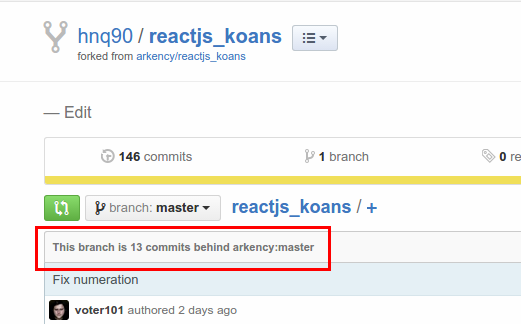 hnq90 / reactjs_koans
forked from arkency/reactjs_koans
— Edit
146 commits 1 branch 0 re
branch: master reactjs_koans / +
This branch is 13 commits behind arkency:master
Fix numeration
voter101 authored 2 days ago